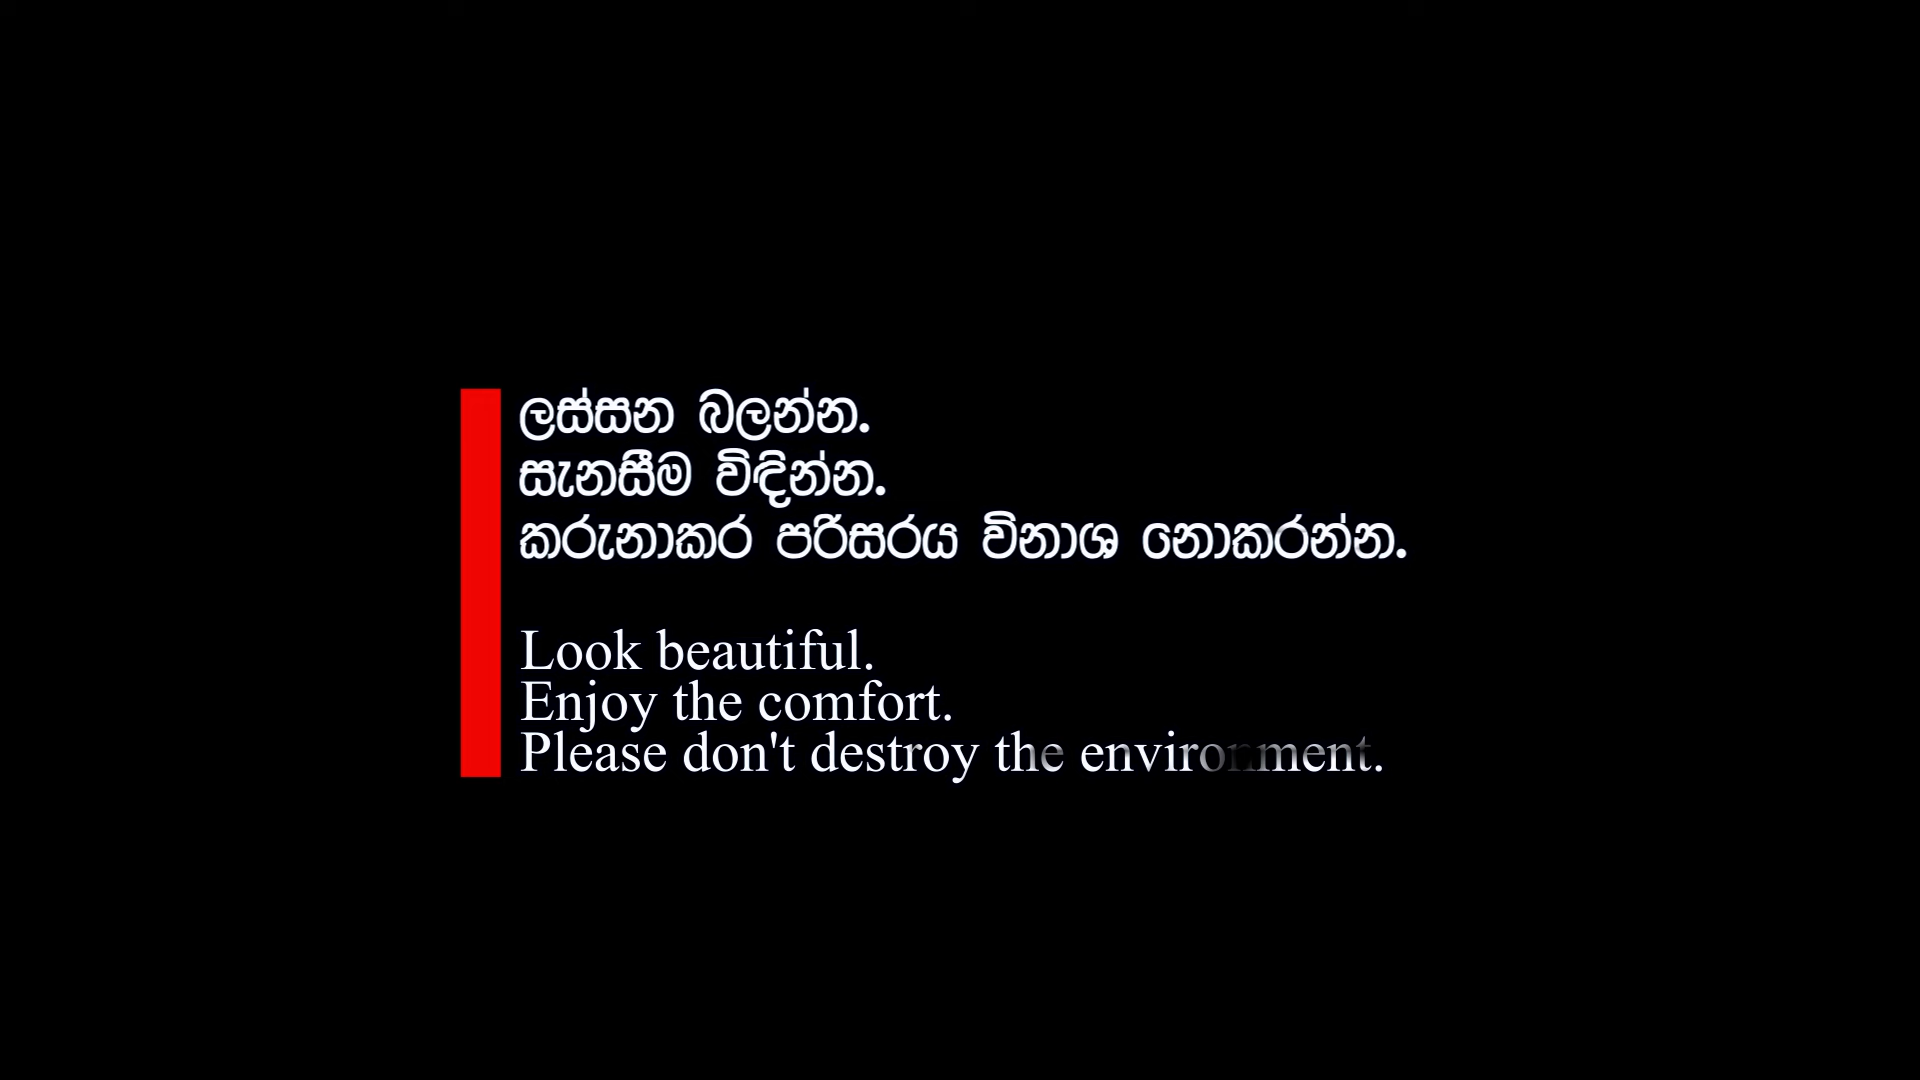 ලස්සන බලන්න.
සැනසීම විඳින්න.
කරුනාකර පරිසරය විනාශ නොකරන්න.
Look beautiful.
Enjoy the comfort.
Please don't destroy the environment.